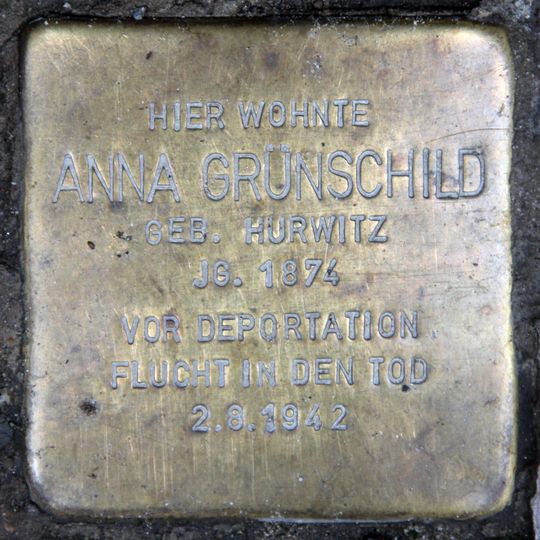 HIER WOHNTE
ANNA GRÜNSCHILD
GEB. HURWITZ
JG. 1874
VOR DEPORTATION
FLUCHT IN DEN TOD
2.8.1942